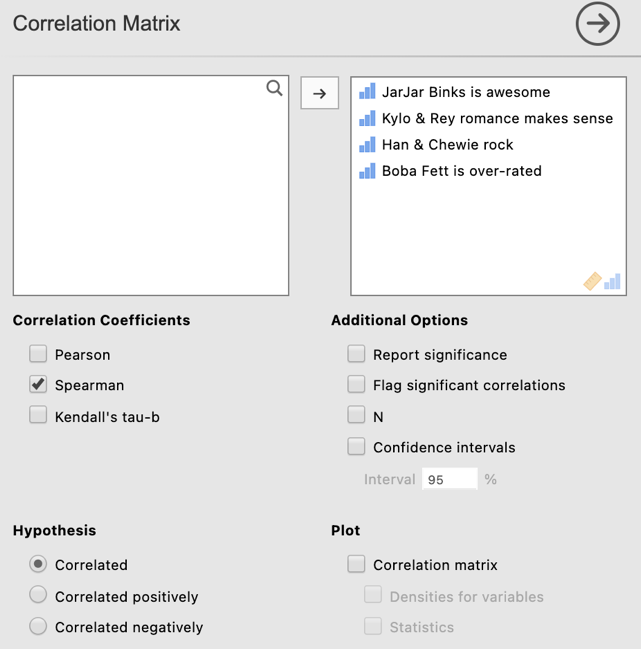 Correlation Matrix
JarJar Binks is awesome
Kylo & Rey romance makes sense
Han & Chewie rock
Boba Fett is over-rated
Correlation Coefficients
Pearson
Spearman
Kendall's tau-b
Additional Options
Report significance
Flag significant correlations
N
Confidence intervals
Interval 95 %
Hypothesis
Correlated
Correlated positively
Correlated negatively
Plot
Correlation matrix
Densities for variables
Statistics